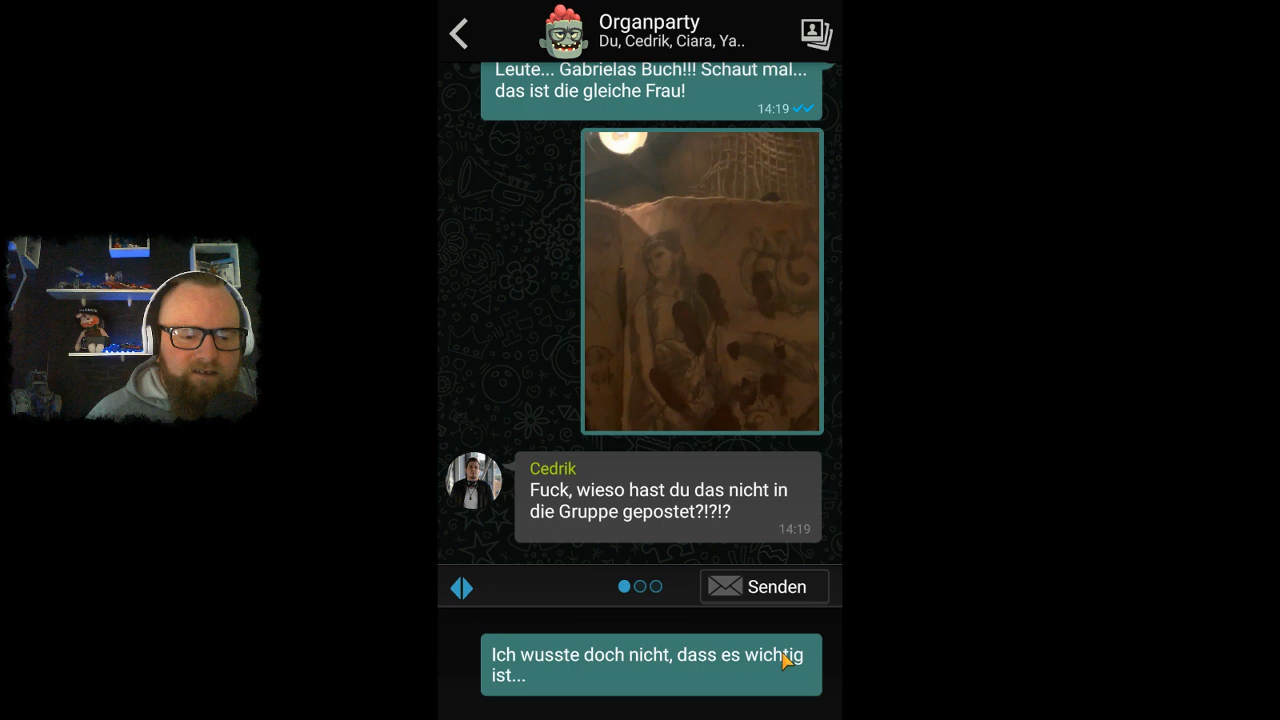 Organparty
Du, Cedrik, Ciara, Ya..
Leute... Gabrielas Buch!!! Schaut mal...
das ist die gleiche Frau!
14:19
Cedrik
Fuck, wieso hast du das nicht in
die Gruppe gepostet?!?!?
14:19
Senden
Ich wusste doch nicht, dass es wichtig
ist...